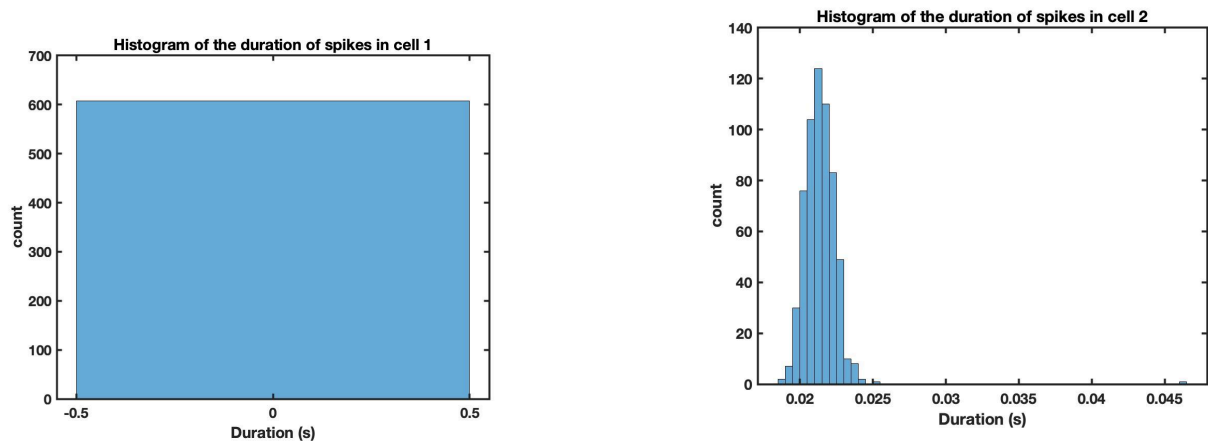 Histogram of the duration of spikes in cell 1
700
600
500
400
300
200
100
0
count
-0.5 0 0.5
Duration (s)
Histogram of the duration of spikes in cell 2
140
120
100
80
60
40
20
0
count
0.02 0.025 0.03 0.035 0.04 0.045
Duration (s)